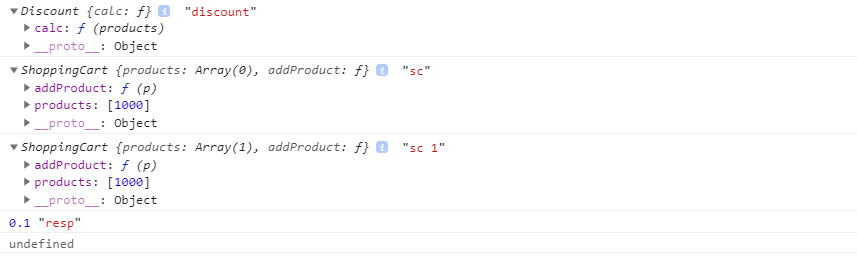 ▼Discount {calc: ƒ} i "discount"
▶calc: ƒ (products)
▶__proto__: Object
▼ShoppingCart {products: Array(0), addProduct: ƒ} i "sc"
▶addProduct: ƒ (p)
▶products: [1000]
▶__proto__: Object
▼ShoppingCart {products: Array(1), addProduct: ƒ} i "sc 1"
▶addProduct: ƒ (p)
▶products: [1000]
▶__proto__: Object
0.1 "resp"
undefined